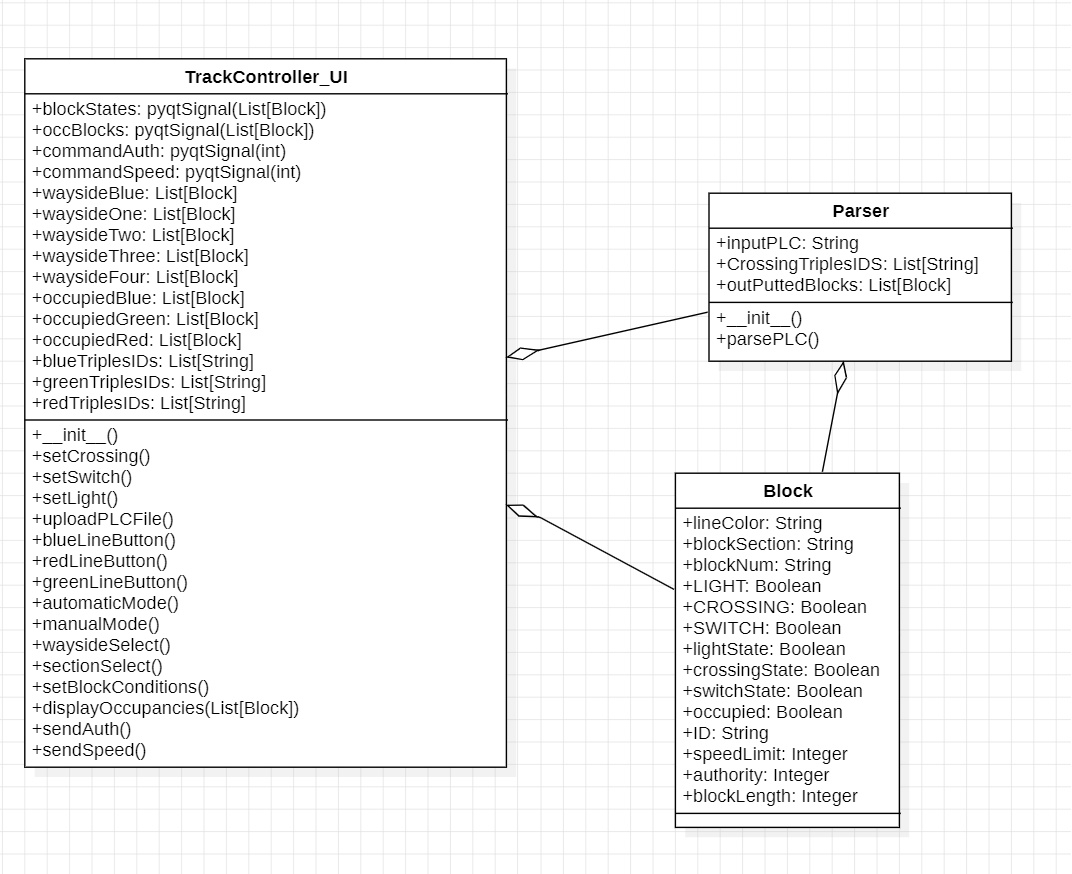 TrackController_UI
+blockStates: pyqtSignal(List[Block])
+occBlocks: pyqtSignal(List[Block])
+commandAuth: pyqtSignal(int)
+commandSpeed: pyqtSignal(int)
+waysideBlue: List[Block]
+waysideOne: List[Block]
+waysideTwo: List[Block]
+waysideThree: List[Block]
+waysideFour: List[Block]
+occupiedBlue: List[Block]
+occupiedGreen: List[Block]
+occupiedRed: List[Block]
+blueTriplesIDs: List[String]
+greenTriplesIDs: List[String]
+redTriplesIDs: List[String]
+__init__()
+setCrossing()
+setSwitch()
+setLight()
+uploadPLCFile()
+blueLineButton()
+redLineButton()
+greenLineButton()
+automaticMode()
+manualMode()
+waysideSelect()
+sectionSelect()
+setBlockConditions()
+displayOccupancies(List[Block])
+sendAuth()
+sendSpeed()
Parser
+inputPLC: String
+CrossingTriplesIDS: List[String]
+outPuttedBlocks: List[Block]
+__init__()
+parsePLC()
Block
+lineColor: String
+blockSection: String
+blockNum: String
+LIGHT: Boolean
+CROSSING: Boolean
+SWITCH: Boolean
+lightState: Boolean
+crossingState: Boolean
+switchState: Boolean
+occupied: Boolean
+ID: String
+speedLimit: Integer
+authority: Integer
+blockLength: Integer